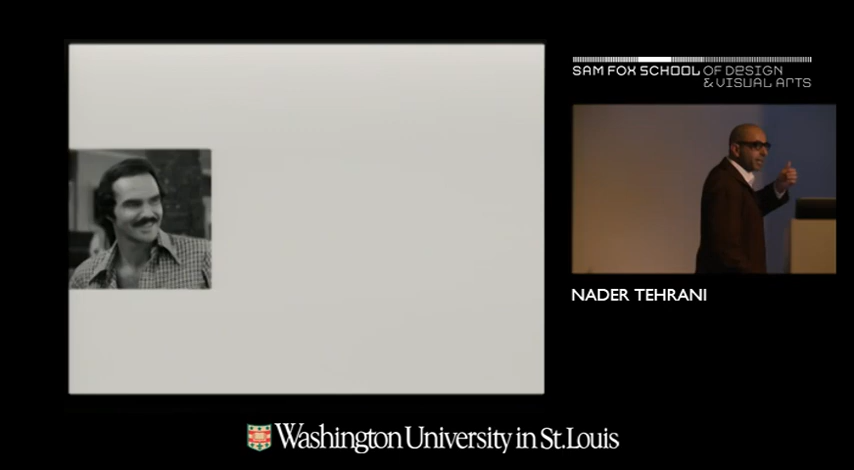 SAM FOX SCHOOL OF DESIGN
& VISUAL ARTS
NADER TEHRANI
Washington University in St. Louis